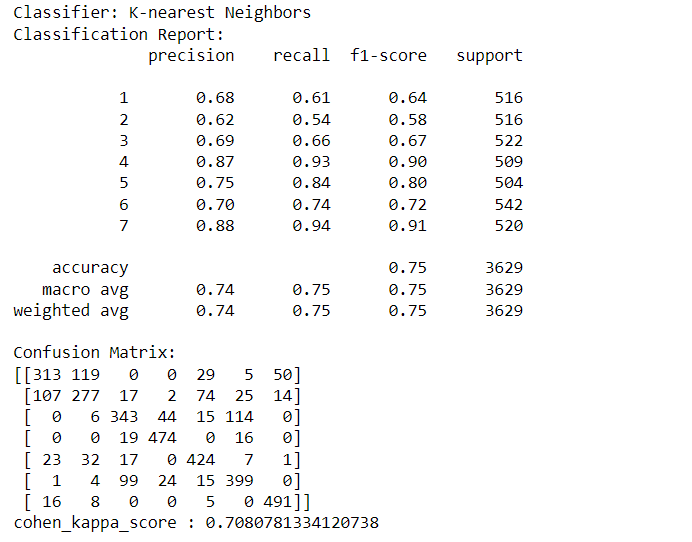 Classifier: K-nearest Neighbors
Classification Report:
              precision    recall  f1-score   support

           1       0.68      0.61      0.64       516
           2       0.62      0.54      0.58       516
           3       0.69      0.66      0.67       522
           4       0.87      0.93      0.90       509
           5       0.75      0.84      0.80       504
           6       0.70      0.74      0.72       542
           7       0.88      0.94      0.91       520

    accuracy                           0.75      3629
   macro avg       0.74      0.75      0.75      3629
weighted avg       0.74      0.75      0.75      3629

Confusion Matrix:
[[313 119   0   0  29   5  50]
 [107 277  17   2  74  25  14]
 [  0   6 343  44  15 114   0]
 [  0   0  19 474   0  16   0]
 [ 23  32  17   0 424   7   1]
 [  1   4  99  24  15 399   0]
 [ 16   8   0   0   5   0 491]]
cohen_kappa_score : 0.7080781334120738